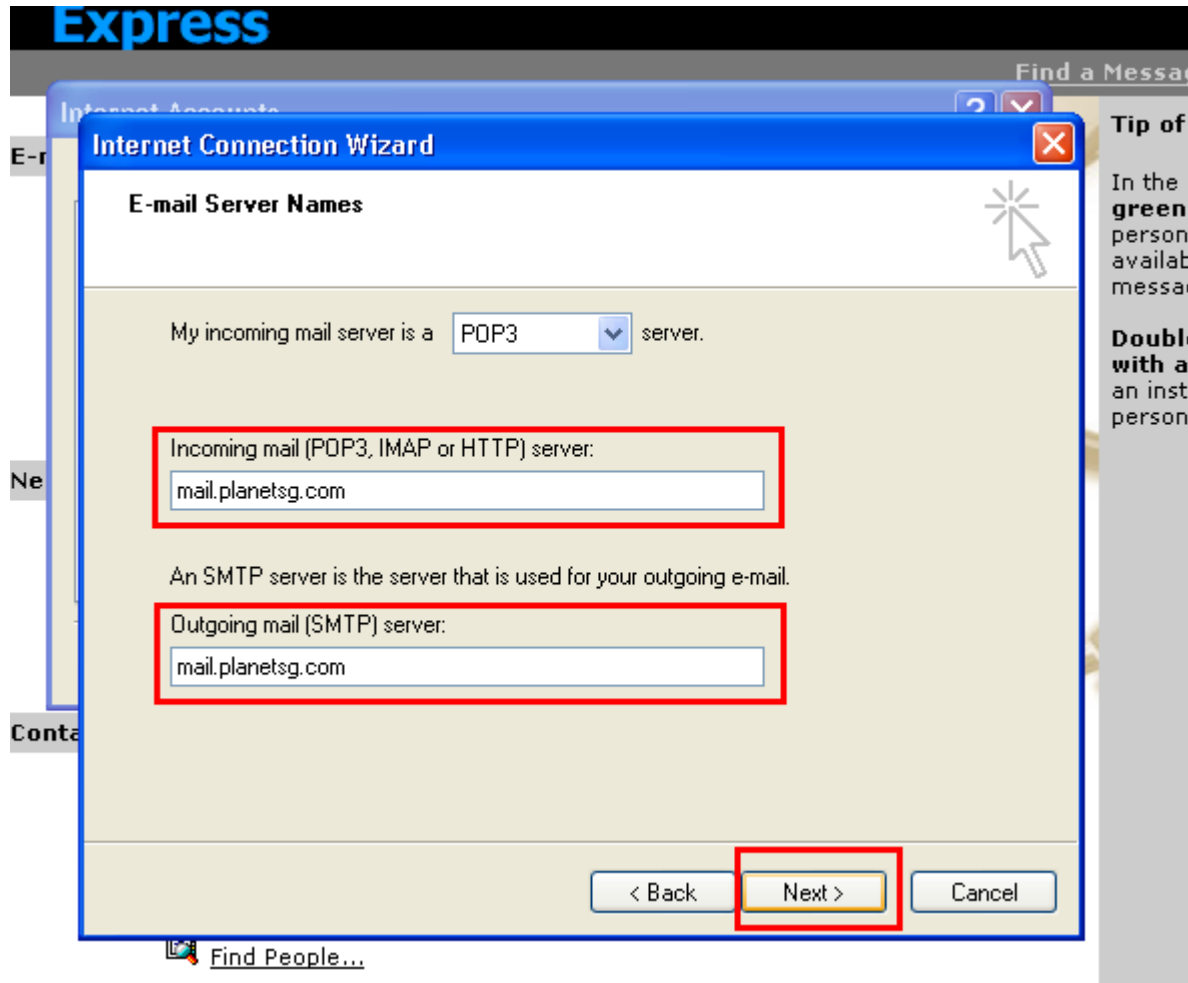 Express
Find a Messa
Internet Accounts
Internet Connection Wizard
E-mail Server Names
My incoming mail server is a POP3 server.
Incoming mail (POP3, IMAP or HTTP) server:
mail.planetsg.com
An SMTP server is the server that is used for your outgoing e-mail.
Outgoing mail (SMTP) server:
mail.planetsg.com
< Back Next > Cancel
E-
Ne
Conta
Find People...
Tip of
In the
green
person
availab
messa
Double
with a
an inst
person